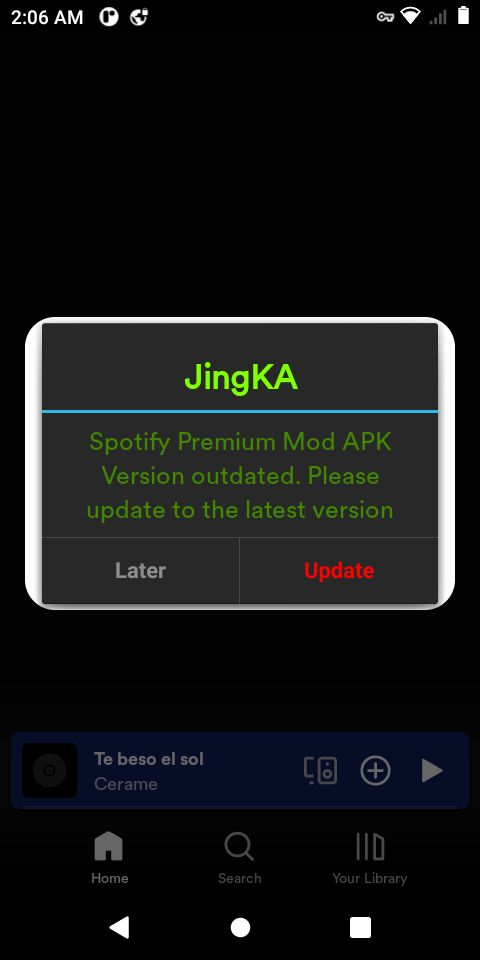 2:06 AM
JingKA
Spotify Premium Mod APK
Version outdated. Please
update to the latest version
Later
Update
Te beso el sol
Cerame
Home
Search
Your Library